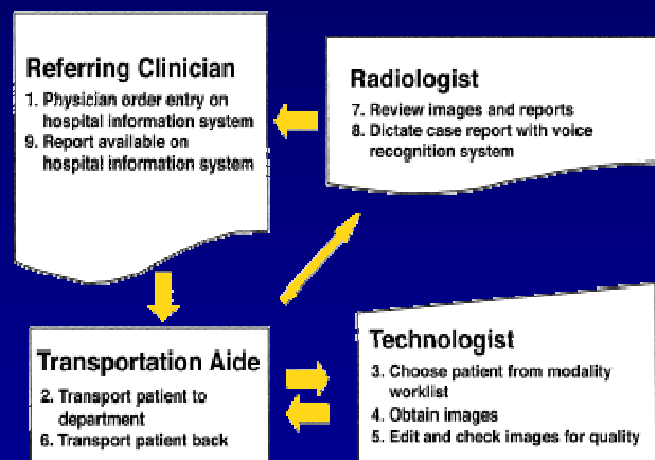 Referring Clinician
1. Physician order entry on
hospital information system
9. Report available on
hospital information system
Radiologist
7. Review images and reports
8. Dictate case report with voice
recognition system
Transportation Aide
2. Transport patient to
department
6. Transport patient back
Technologist
3. Choose patient from modality
worklist
4. Obtain images
5. Edit and check images for quality